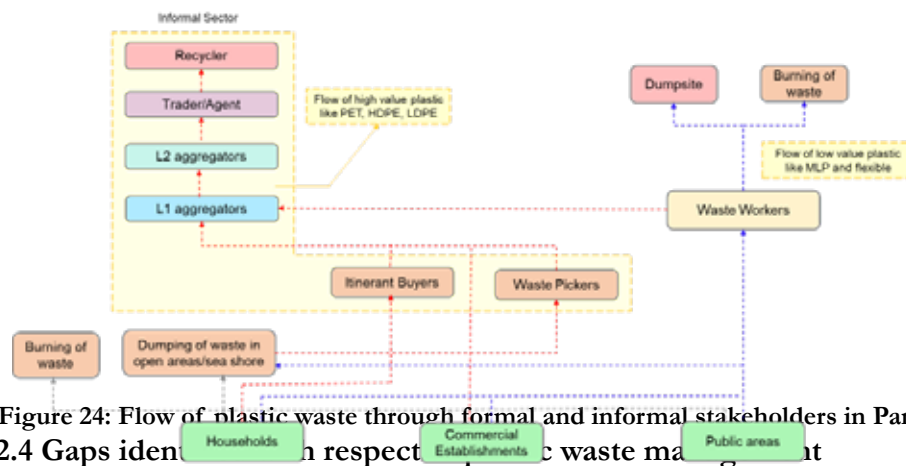 Informal Sector
Recycler
Trader/Agent
L2 aggregators
L1 aggregators
Flow of high value plastic
like PET, HDPE, LDPE
Dumpsite
Burning of
waste
Flow of low value plastic
like MLP and flexible
Waste Workers
Itinerant Buyers
Waste Pickers
Burning of
waste
Dumping of waste in
open areas/sea shore
Figure 24: Flow of plastic waste through formal and informal stakeholders in Par
2.4 Gaps iden n respect c waste ma nt
Households
Commercial
Establishments
Public areas